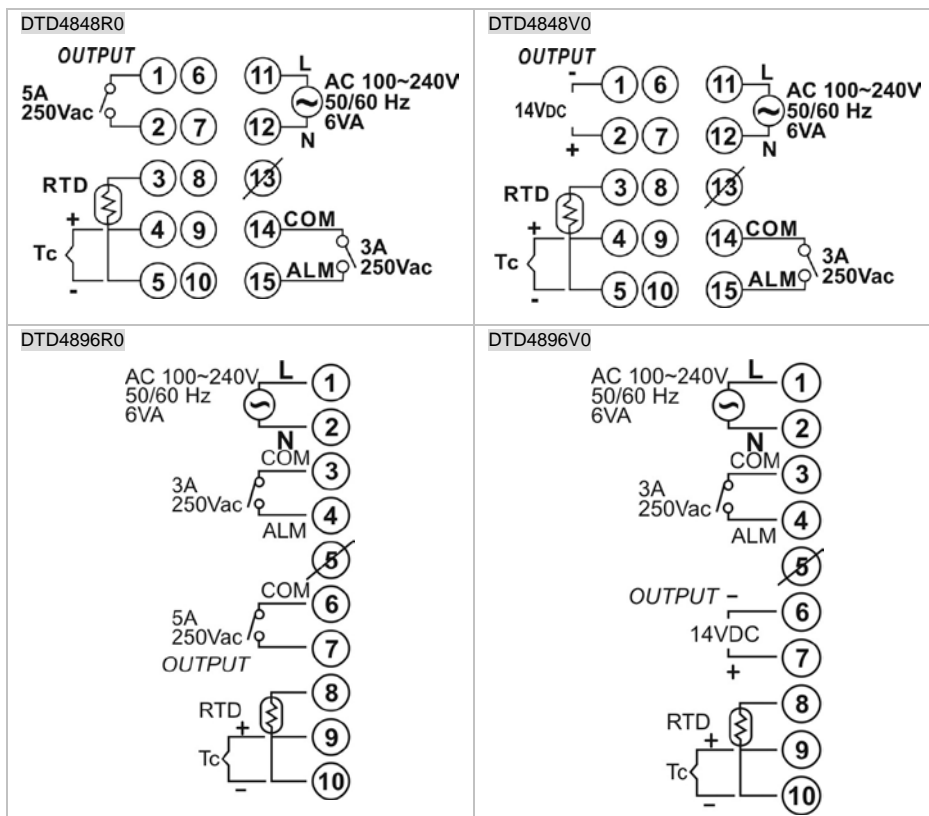 DTD4848R0
OUTPUT
5A
250Vac
1 6
2 7
RTD
3 8
+
Tc
4 9
-
5 10
11
L
AC 100~240V
50/60 Hz
6VA
12
N
13
14
COM
3A
250Vac
15
ALM
DTD4848V0
OUTPUT
-
14VDC
+
1 6
2 7
RTD
3 8
+
Tc
4 9
-
5 10
11
L
AC 100~240V
50/60 Hz
6VA
12
N
13
14
COM
3A
250Vac
15
ALM
DTD4896R0
AC 100~240V
50/60 Hz
6VA
L
1
2
N
COM
3
3A
250Vac
4
ALM
5
COM
6
5A
250Vac
7
OUTPUT
8
RTD
+
9
Tc
-
10
DTD4896V0
AC 100~240V
50/60 Hz
6VA
L
1
2
N
COM
3
3A
250Vac
4
ALM
5
OUTPUT -
6
14VDC
7
+
8
RTD
+
9
Tc
-
10